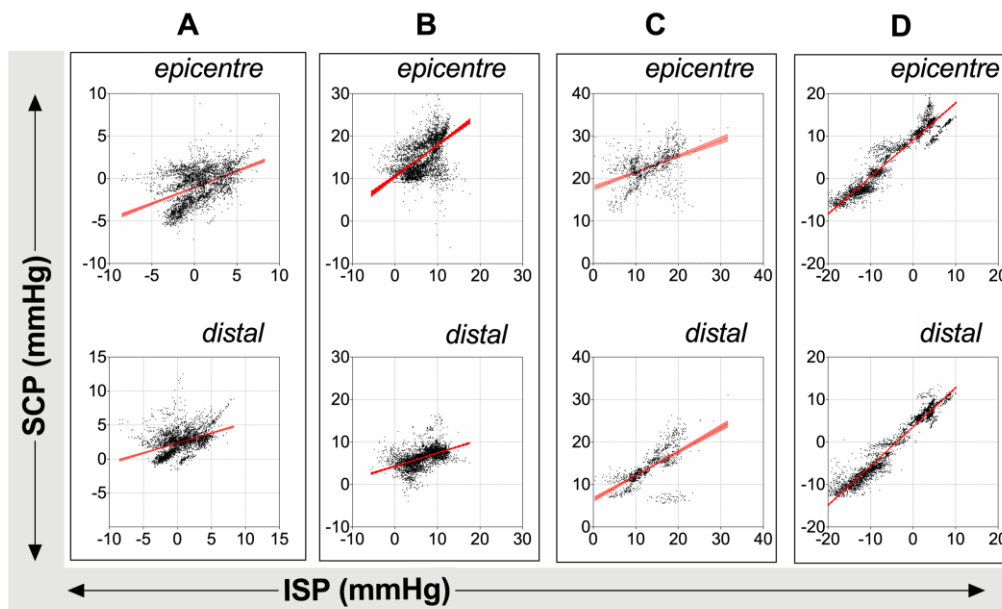 A B C D
epicentre epicentre epicentre epicentre
10 30 40 20
5 20 30 10
0 10 20 0
-5 0 10 -10
-10 -10 0 -20
-10 -5 0 5 10 -10 0 10 20 30 0 10 20 30 40 -20 -10 0 10 20
distal distal distal distal
15 30 40 20
10 20 30 10
5 10 20 0
0 0 10 -10
-5 -10 0 -20
-10 -5 0 5 10 15 -10 0 10 20 30 0 10 20 30 40 -20 -10 0 10 20
SCP (mmHg)
ISP (mmHg)